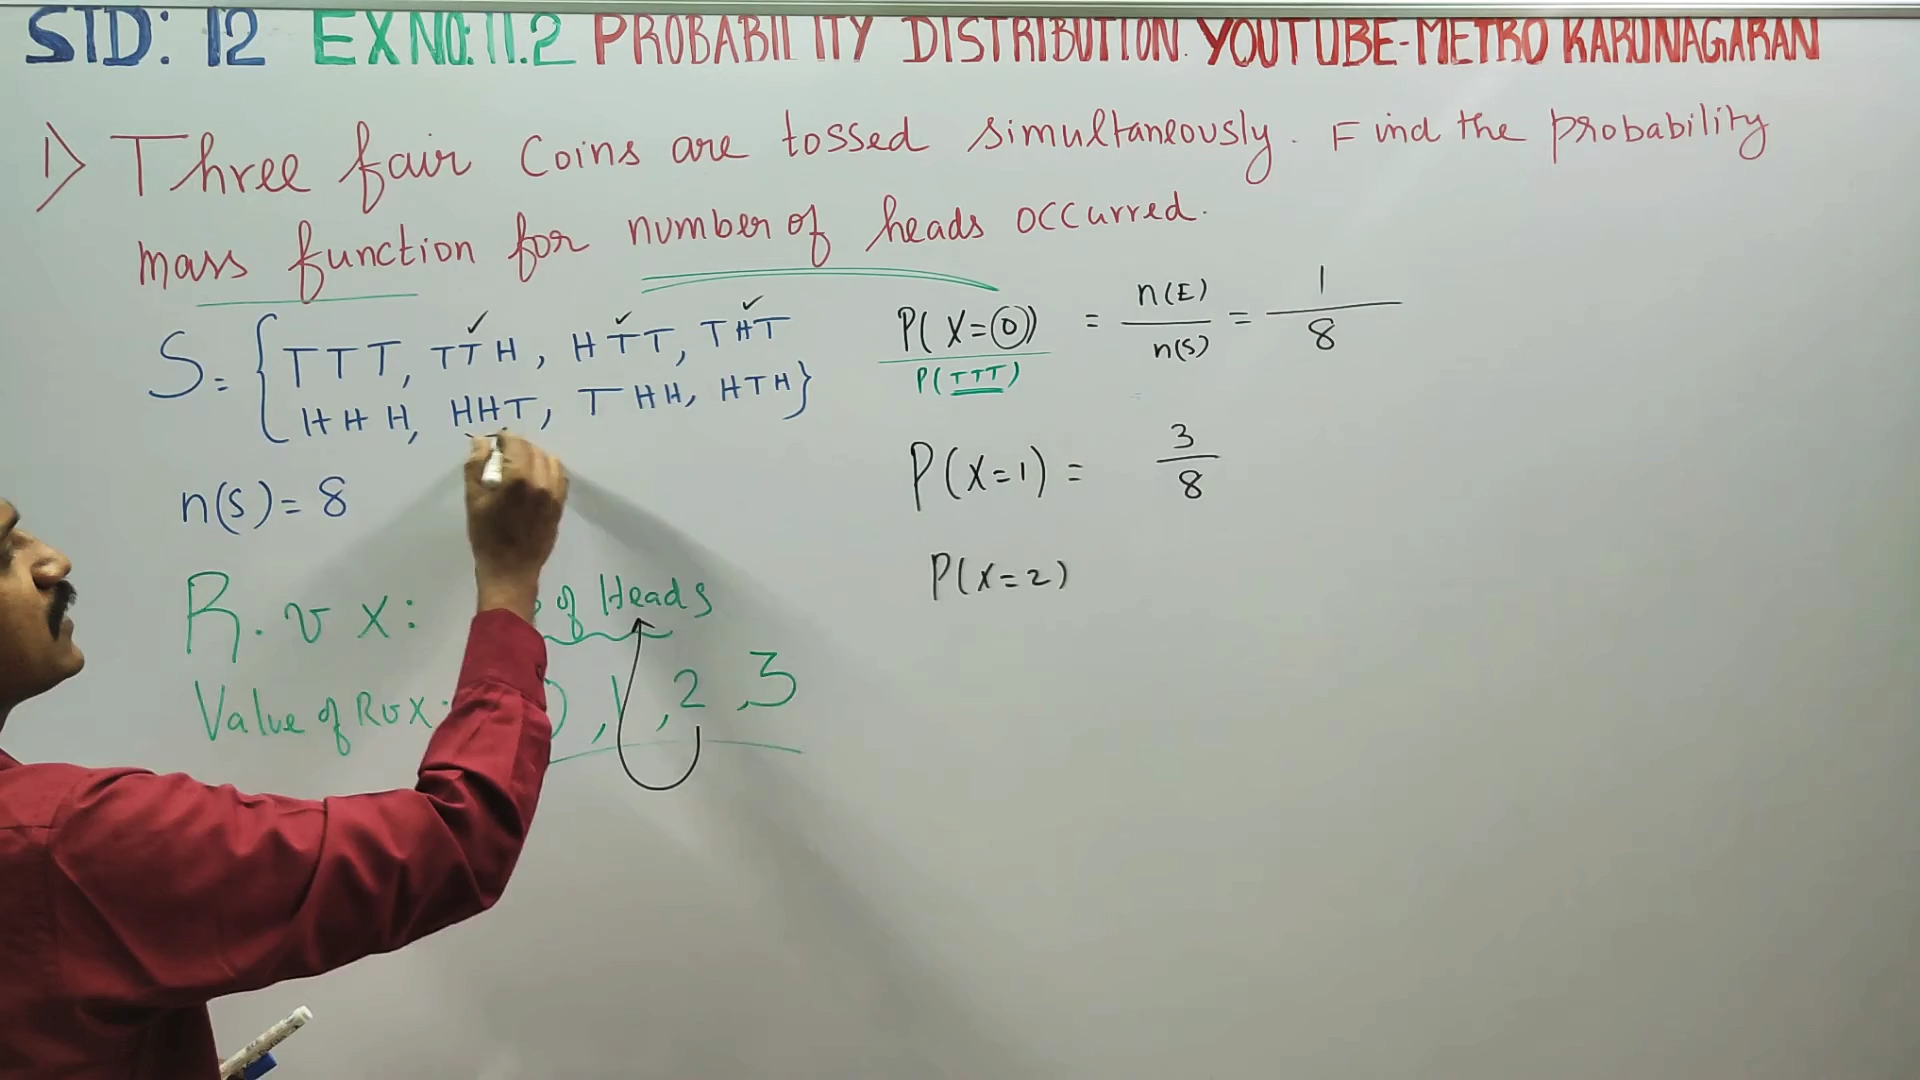 STD: 12 EX NO: 11.2 PROBABILITY DISTRIBUTION. YOUTUBE-METRO KARUNAGARAN
1) Three fair coins are tossed simultaneously. Find the probability
mass function for number of heads occurred.
S = { TTT, TTH, HTT, THT
HHH, HHT, THH, HTH}
n(S) = 8
R.v X: of Heads
Value of RvX: ,1 ,2 ,3
P(X=0) = n(E)/n(S) = 1/8
P(TTT)
P(X=1) = 3/8
P(X=2)